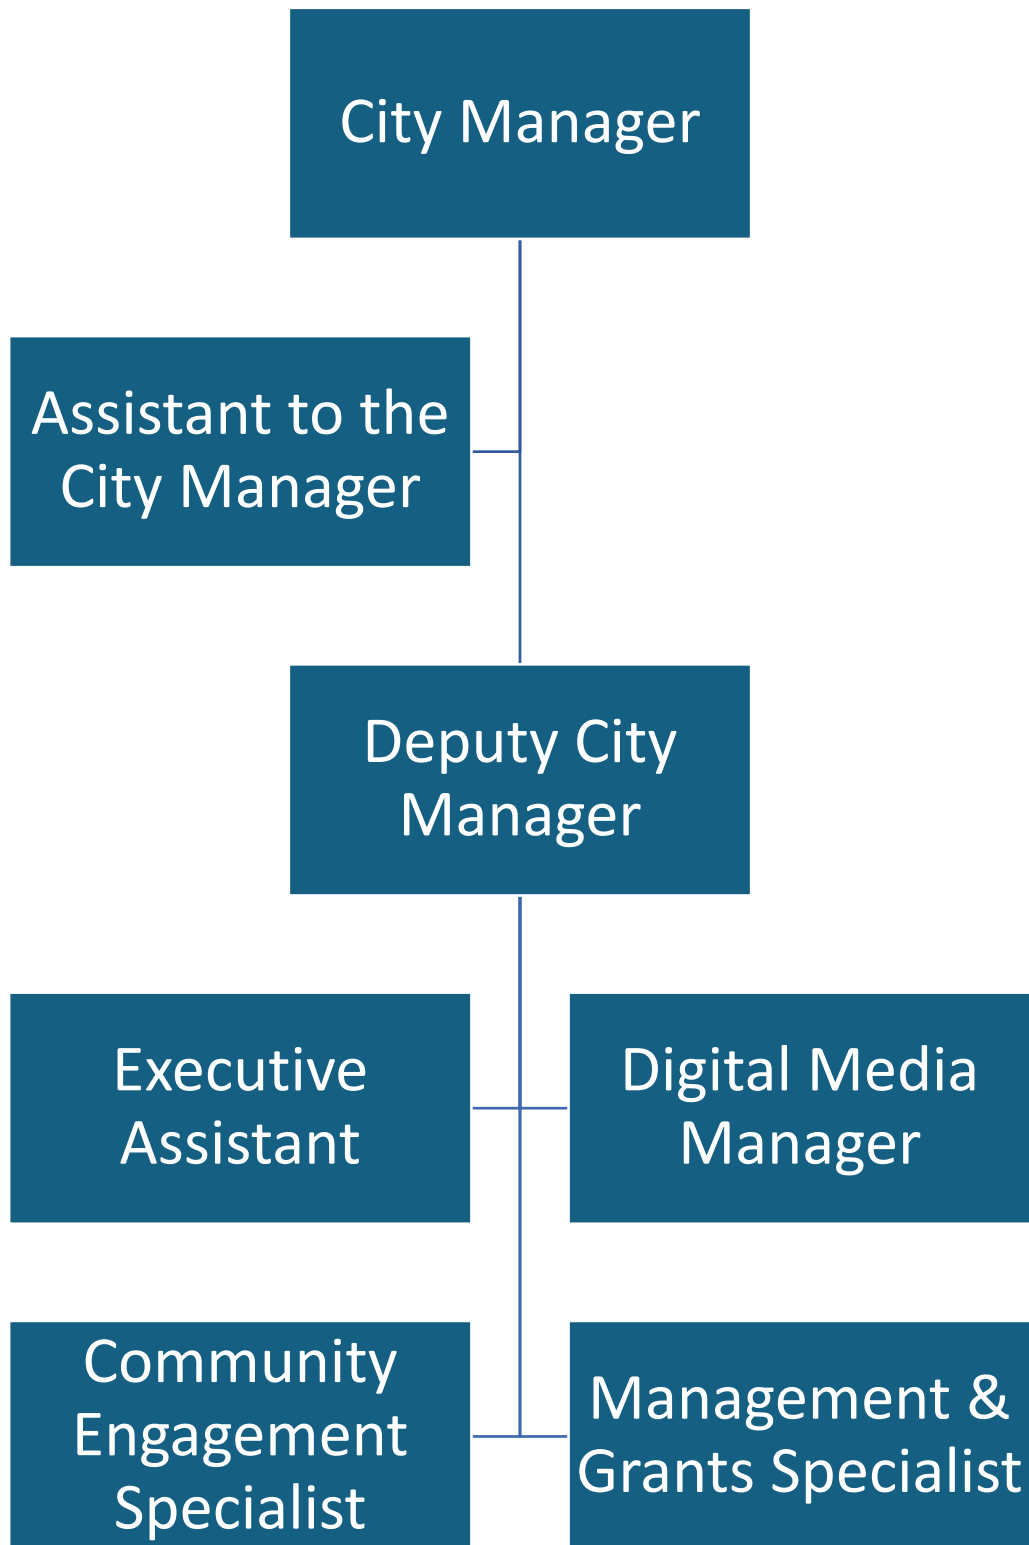 City Manager
Assistant to the
City Manager
Deputy City
Manager
Executive
Assistant
Digital Media
Manager
Community
Engagement
Specialist
Management &
Grants Specialist